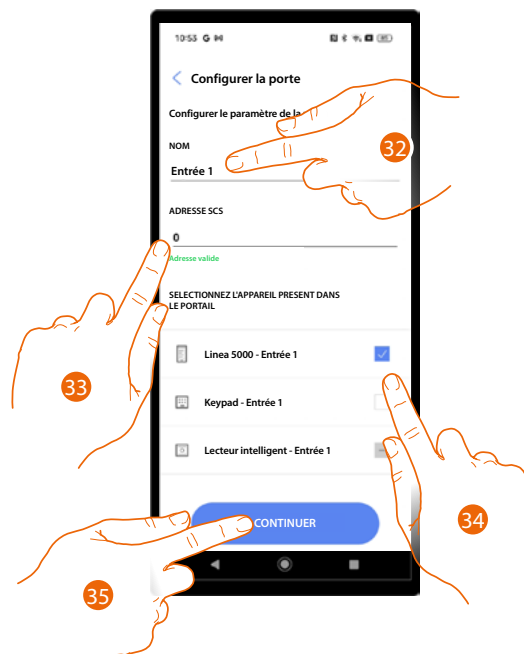 10:53 G
Configurer la porte
Configurer le paramètre de la
NOM
Entrée 1
32
ADRESSE SCS
0
Adresse valide
SELECTIONNEZ L'APPAREIL PRESENT DANS
LE PORTAIL
Linea 5000 - Entrée 1
33
Keypad - Entrée 1
Lecteur intelligent - Entrée 1
34
CONTINUER
35